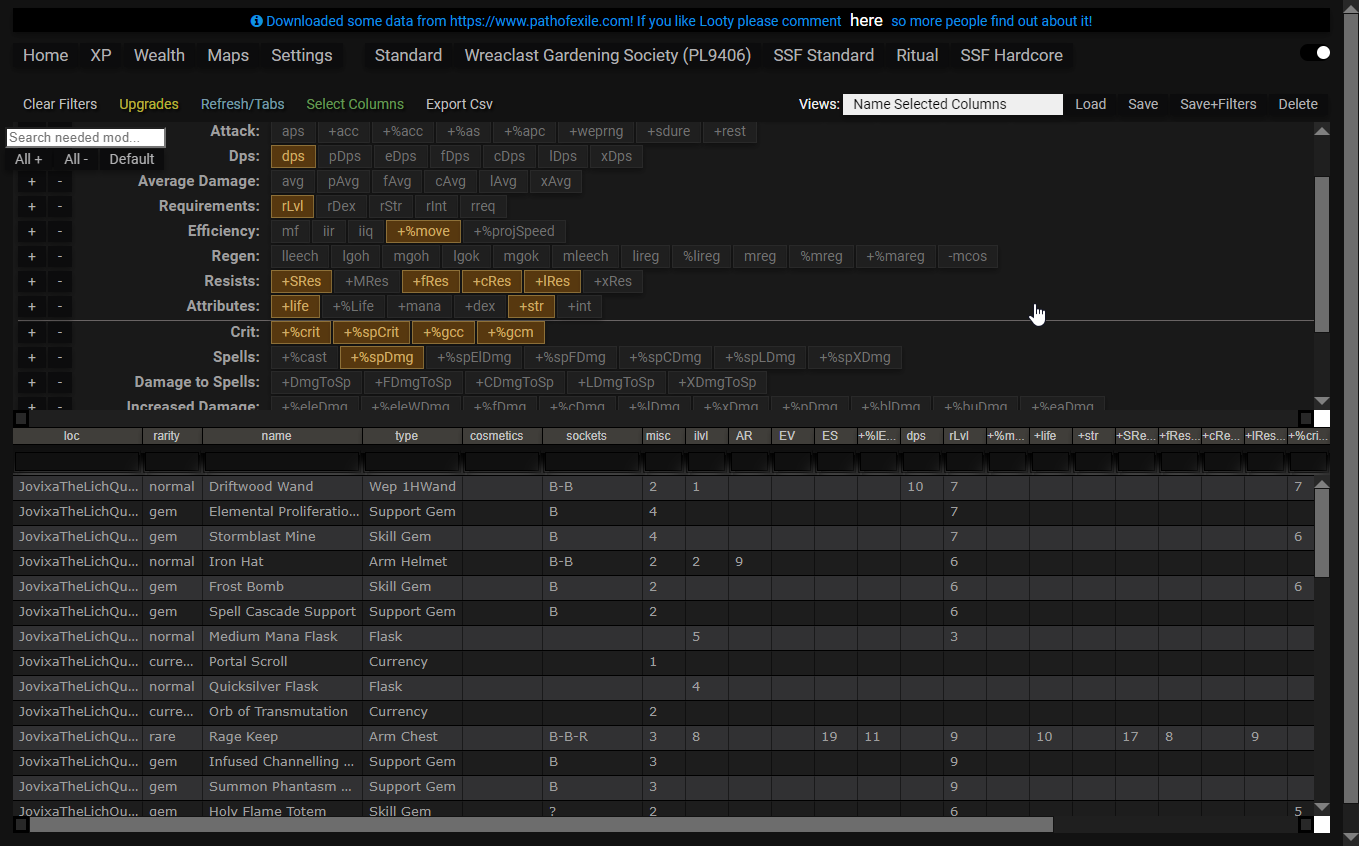 Downloaded some data from https://www.pathofexile.com! If you like Looty please comment here so more people find out about it!
Home XP Wealth Maps Settings Standard Wreaclast Gardening Society (PL9406) SSF Standard Ritual SSF Hardcore
Clear Filters Upgrades Refresh/Tabs Select Columns Export Csv Views: Name Selected Columns Load Save Save+Filters Delete
Search needed mod...
All + All - Default
Attack: aps +acc +%acc +%as +%apc +weprng +sdure +rest
Dps: dps pDps eDps fDps cDps lDps xDps
+ - Average Damage: avg pAvg fAvg cAvg lAvg xAvg
+ - Requirements: rLvl rDex rStr rInt rreq
+ - Efficiency: mf iir iiq +%move +%projSpeed
+ - Regen: lleech lgoh mgoh lgok mgok mleech lireg %lireg mreg %mreg +%mareg -mcos
+ - Resists: +SRes +MRes +fRes +cRes +lRes +xRes
+ - Attributes: +life +%Life +mana +dex +str +int
+ - Crit: +%crit +%spCrit +%gcc +%gcm
+ - Spells: +%cast +%spDmg +%spElDmg +%spFDmg +%spCDmg +%spLDmg +%spXDmg
+ - Damage to Spells: +DmgToSp +FDmgToSp +CDmgToSp +LDmgToSp +XDmgToSp
+ - Increased Damage: +%eleDmg +%eleWDmg +%fDmg +%cDmg +%lDmg +%xDmg +%pDmg +%blDmg +%buDmg +%eaDmg
loc rarity name type cosmetics sockets misc ilvl AR EV ES +%lE... dps rLvl +%m... +life +str +SRe... +fRes... +cRe... +lRes... +%cri...
JovixaTheLichQu... normal Driftwood Wand Wep 1HWand B-B 2 1 10 7 7
JovixaTheLichQu... gem Elemental Proliferatio... Support Gem B 4 7
JovixaTheLichQu... gem Stormblast Mine Skill Gem B 4 7 6
JovixaTheLichQu... normal Iron Hat Arm Helmet B-B 2 2 9 6
JovixaTheLichQu... gem Frost Bomb Skill Gem B 2 6 6
JovixaTheLichQu... gem Spell Cascade Support Support Gem B 2 6
JovixaTheLichQu... normal Medium Mana Flask Flask 5 3
JovixaTheLichQu... curre... Portal Scroll Currency 1
JovixaTheLichQu... normal Quicksilver Flask Flask 4
JovixaTheLichQu... curre... Orb of Transmutation Currency 2
JovixaTheLichQu... rare Rage Keep Arm Chest B-B-R 3 8 19 11 9 10 17 8 9
JovixaTheLichQu... gem Infused Channelling ... Support Gem B 3 9
JovixaTheLichQu... gem Summon Phantasm ... Support Gem B 3 9
JovixaTheLichQu... gem Holy Flame Totem Skill Gem ? 2 6 5